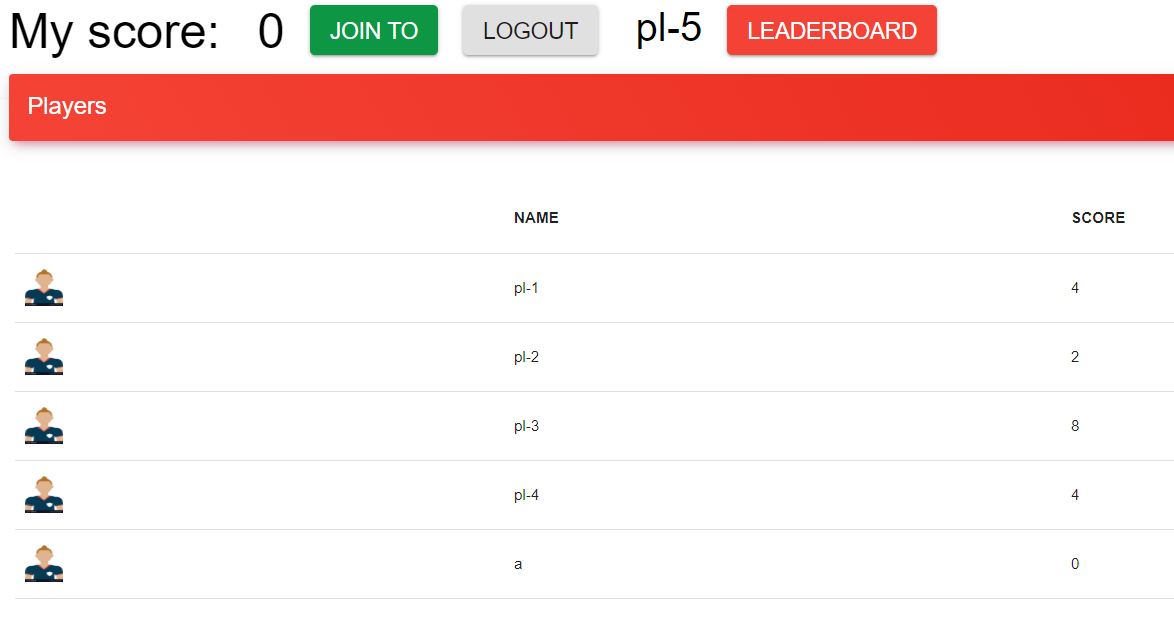 My score: 0 JOIN TO LOGOUT pl-5 LEADERBOARD
Players
NAME SCORE
pl-1 4
pl-2 2
pl-3 8
pl-4 4
a 0